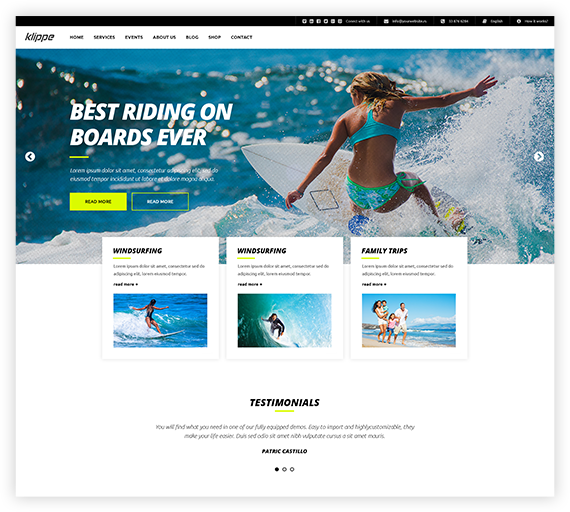 Conect with us
info@yourwebsite.rs
English
How it works?
klippe
HOME SERVICES EVENTS ABOUT US BLOG SHOP CONTACT
BEST RIDING ON
BOARDS EVER
Lorem ipsum dolor sit amet, consectetur adipiscing elit, sed do
eiusmod tempor incididunt ut labore et dolore magna aliqua.
READ MORE
READ MORE
WINDSURFING
Lorem ipsum dolor sit amet, consectetur sed do
adipiscing elit, lorem eiusmod tempor.
read more +
WINDSURFING
Lorem ipsum dolor sit amet, consectetur sed do
adipiscing elit, lorem eiusmod tempor.
read more +
FAMILY TRIPS
Lorem ipsum dolor sit amet, consectetur sed do
adipiscing elit, lorem eiusmod tempor.
read more +
TESTIMONIALS
You will find what you need in one of our fully equipped demos. Easy to import and highlycustomizable, they
make your life easier. Duis sed odio sit amet nibh vulputate cursus a sit amet mauris.
PATRIC CASTILLO